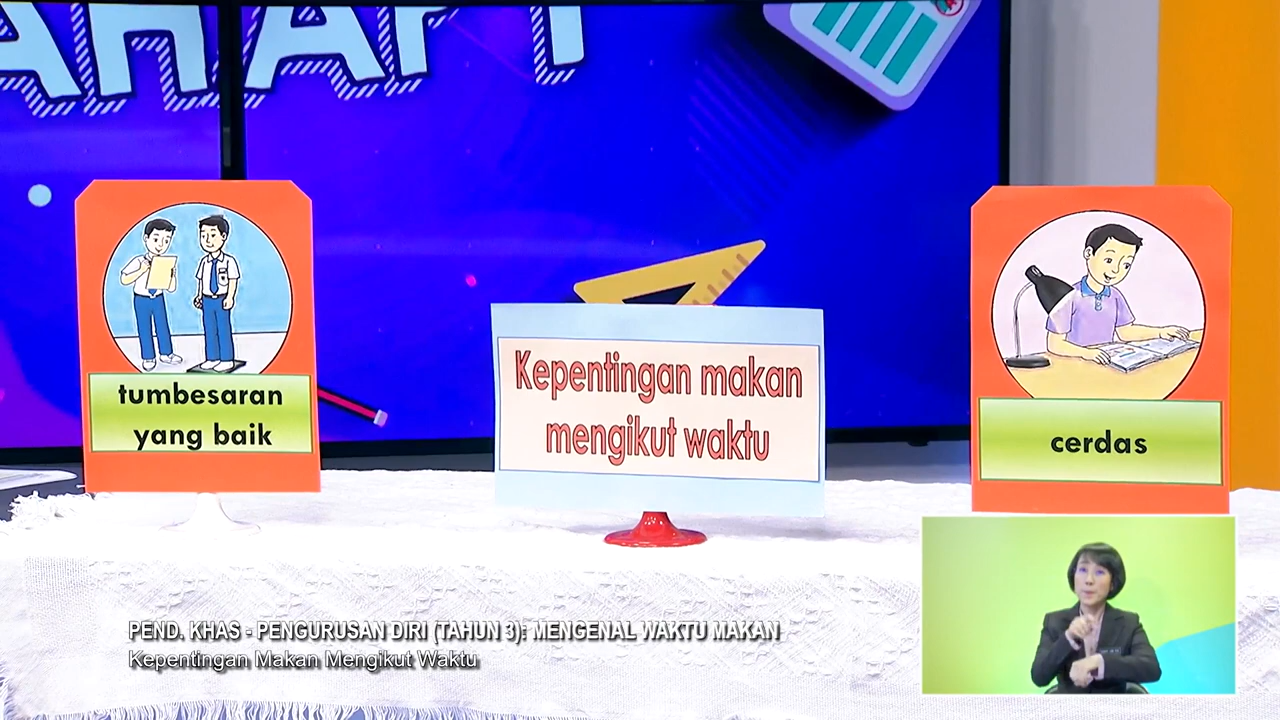 tumbesaran
yang baik
Kepentingan makan
mengikut waktu
cerdas
PEND. KHAS - PENGURUSAN DIRI (TAHUN 3): MENGENAL WAKTU MAKAN
Kepentingan Makan Mengikut Waktu